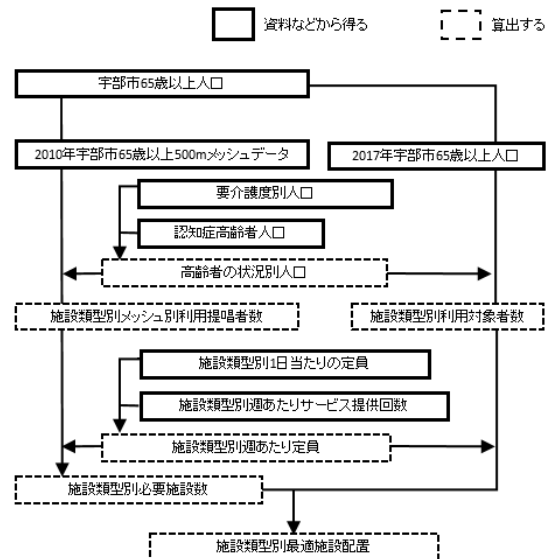 資料などから得る
算出する
宇部市65歳以上人口
2010年宇部市65歳以上500mメッシュデータ
2017年宇部市65歳以上人口
要介護度別人口
認知症高齢者人口
高齢者の状況別人口
施設類型別メッシュ別利用提唱者数
施設類型別利用対象者数
施設類型別1日当たりの定員
施設類型別週あたりサービス提供回数
施設類型別週あたり定員
施設類型別必要施設数
施設類型別最適施設配置